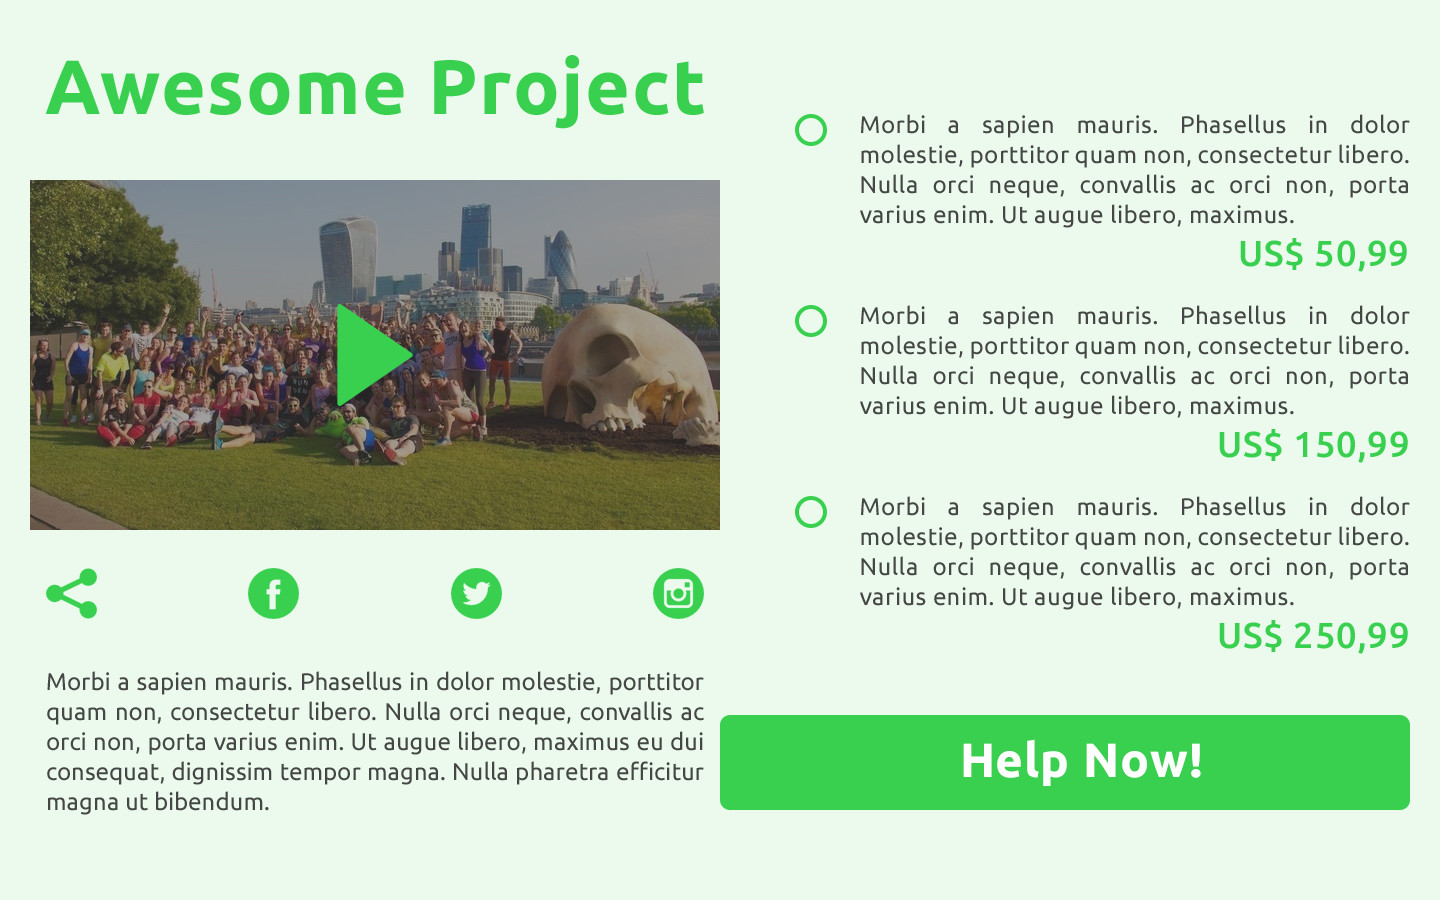 Awesome Project
Morbi a sapien mauris. Phasellus in dolor molestie, porttitor
quam non, consectetur libero. Nulla orci neque, convallis ac
orci non, porta varius enim. Ut augue libero, maximus eu dui
consequat, dignissim tempor magna. Nulla pharetra efficitur
magna ut bibendum.
Morbi a sapien mauris. Phasellus in dolor
molestie, porttitor quam non, consectetur libero.
Nulla orci neque, convallis ac orci non, porta
varius enim. Ut augue libero, maximus.
US$ 50,99
Morbi a sapien mauris. Phasellus in dolor
molestie, porttitor quam non, consectetur libero.
Nulla orci neque, convallis ac orci non, porta
varius enim. Ut augue libero, maximus.
US$ 150,99
Morbi a sapien mauris. Phasellus in dolor
molestie, porttitor quam non, consectetur libero.
Nulla orci neque, convallis ac orci non, porta
varius enim. Ut augue libero, maximus.
US$ 250,99
Help Now!